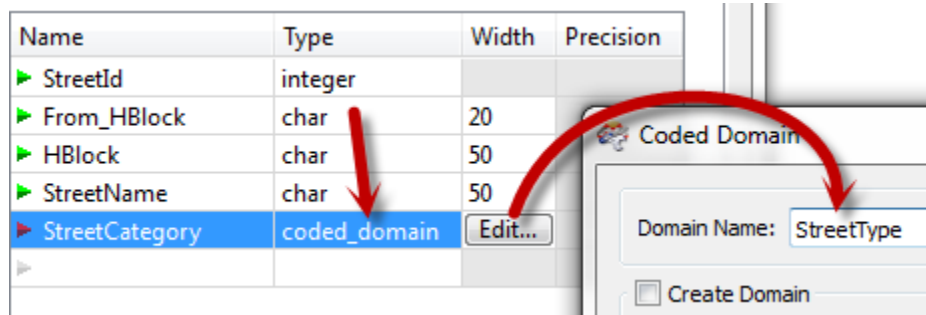 Name Type Width Precision
StreetId integer
From_HBlock char 20
HBlock char 50
StreetName char 50
StreetCategory coded_domain Edit...
Coded Domain
Domain Name: StreetType
Create Domain